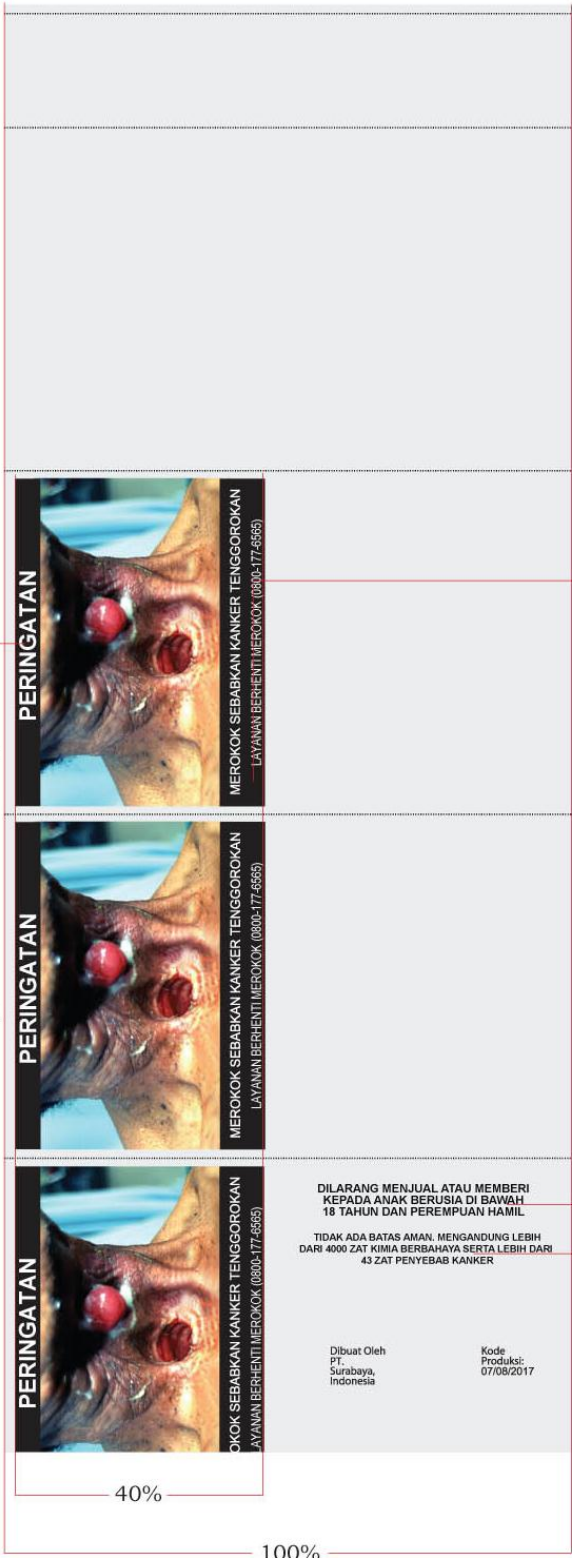 PERINGATAN
MEROKOK SEBABKAN KANKER TENGGOROKAN
LAYANAN BERHENTI MEROKOK (0800-177-6565)
PERINGATAN
MEROKOK SEBABKAN KANKER TENGGOROKAN
LAYANAN BERHENTI MEROKOK (0800-177-6565)
PERINGATAN
OKOK SEBABKAN KANKER TENGGOROKAN
AYANAN BERHENTI MEROKOK (0800-177-6565)
DILARANG MENJUAL ATAU MEMBERI
KEPADA ANAK BERUSIA DI BAWAH
18 TAHUN DAN PEREMPUAN HAMIL
TIDAK ADA BATAS AMAN. MENGANDUNG LEBIH
DARI 4000 ZAT KIMIA BERBAHAYA SERTA LEBIH DARI
43 ZAT PENYEBAB KANKER
Dibuat Oleh
PT.
Surabaya,
Indonesia
Kode
Produksi:
07/08/2017
40%
100%